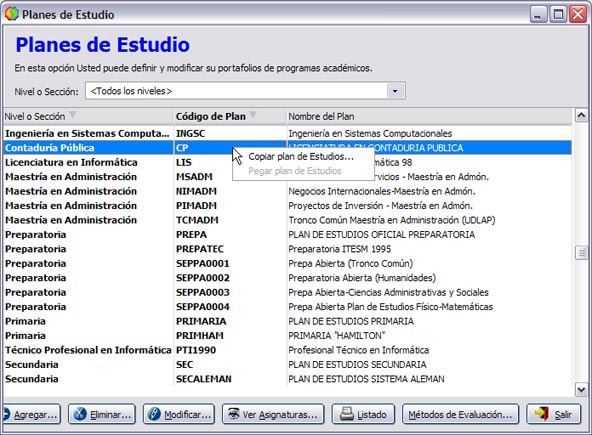 Planes de Estudio
Planes de Estudio
En esta opción Usted puede definir y modificar su portafolios de programas académicos.
Nivel o Sección: <Todos los niveles>
Nivel o Sección Código de Plan Nombre del Plan
Ingeniería en Sistemas Computa... INGSC Ingeniería en Sistemas Computacionales
Contaduría Pública CP LICENCIATURA EN CONTADURIA PUBLICA
Copiar plan de Estudios...
Licenciatura en Informática LIS mática 98
Pegar plan de Estudios
Maestría en Administración MSADM ervicios - Maestría en Admón.
Maestría en Administración NIMADM Negocios Internacionales-Maestría en Admón.
Maestría en Administración PIMADM Proyectos de Inversión - Maestría en Admón.
Maestría en Administración TCMADM Tronco Común Maestría en Administración (UDLAP)
Preparatoria PREPA PLAN DE ESTUDIOS OFICIAL PREPARATORIA
Preparatoria PREPATEC Preparatoria ITESM 1995
Preparatoria SEPPA0001 Prepa Abierta (Tronco Común)
Preparatoria SEPPA0002 Preparatoria Abierta (Humanidades)
Preparatoria SEPPA0003 Prepa Abierta-Ciencias Administrativas y Sociales
Preparatoria SEPPA0004 Prepa Abierta Plan de Estudios Físico-Matemáticas
Primaria PRIMARIA PLAN DE ESTUDIOS PRIMARIA
Primaria PRIMHAM PRIMARIA "HAMILTON"
Técnico Profesional en Informática PTI1990 Profesional Técnico en Informática
Secundaria SEC PLAN DE ESTUDIOS SECUNDARIA
Secundaria SECALEMAN PLAN DE ESTUDIOS SISTEMA ALEMAN
Agregar... Eliminar... Modificar... Ver Asignaturas... Listado Métodos de Evaluación... Salir